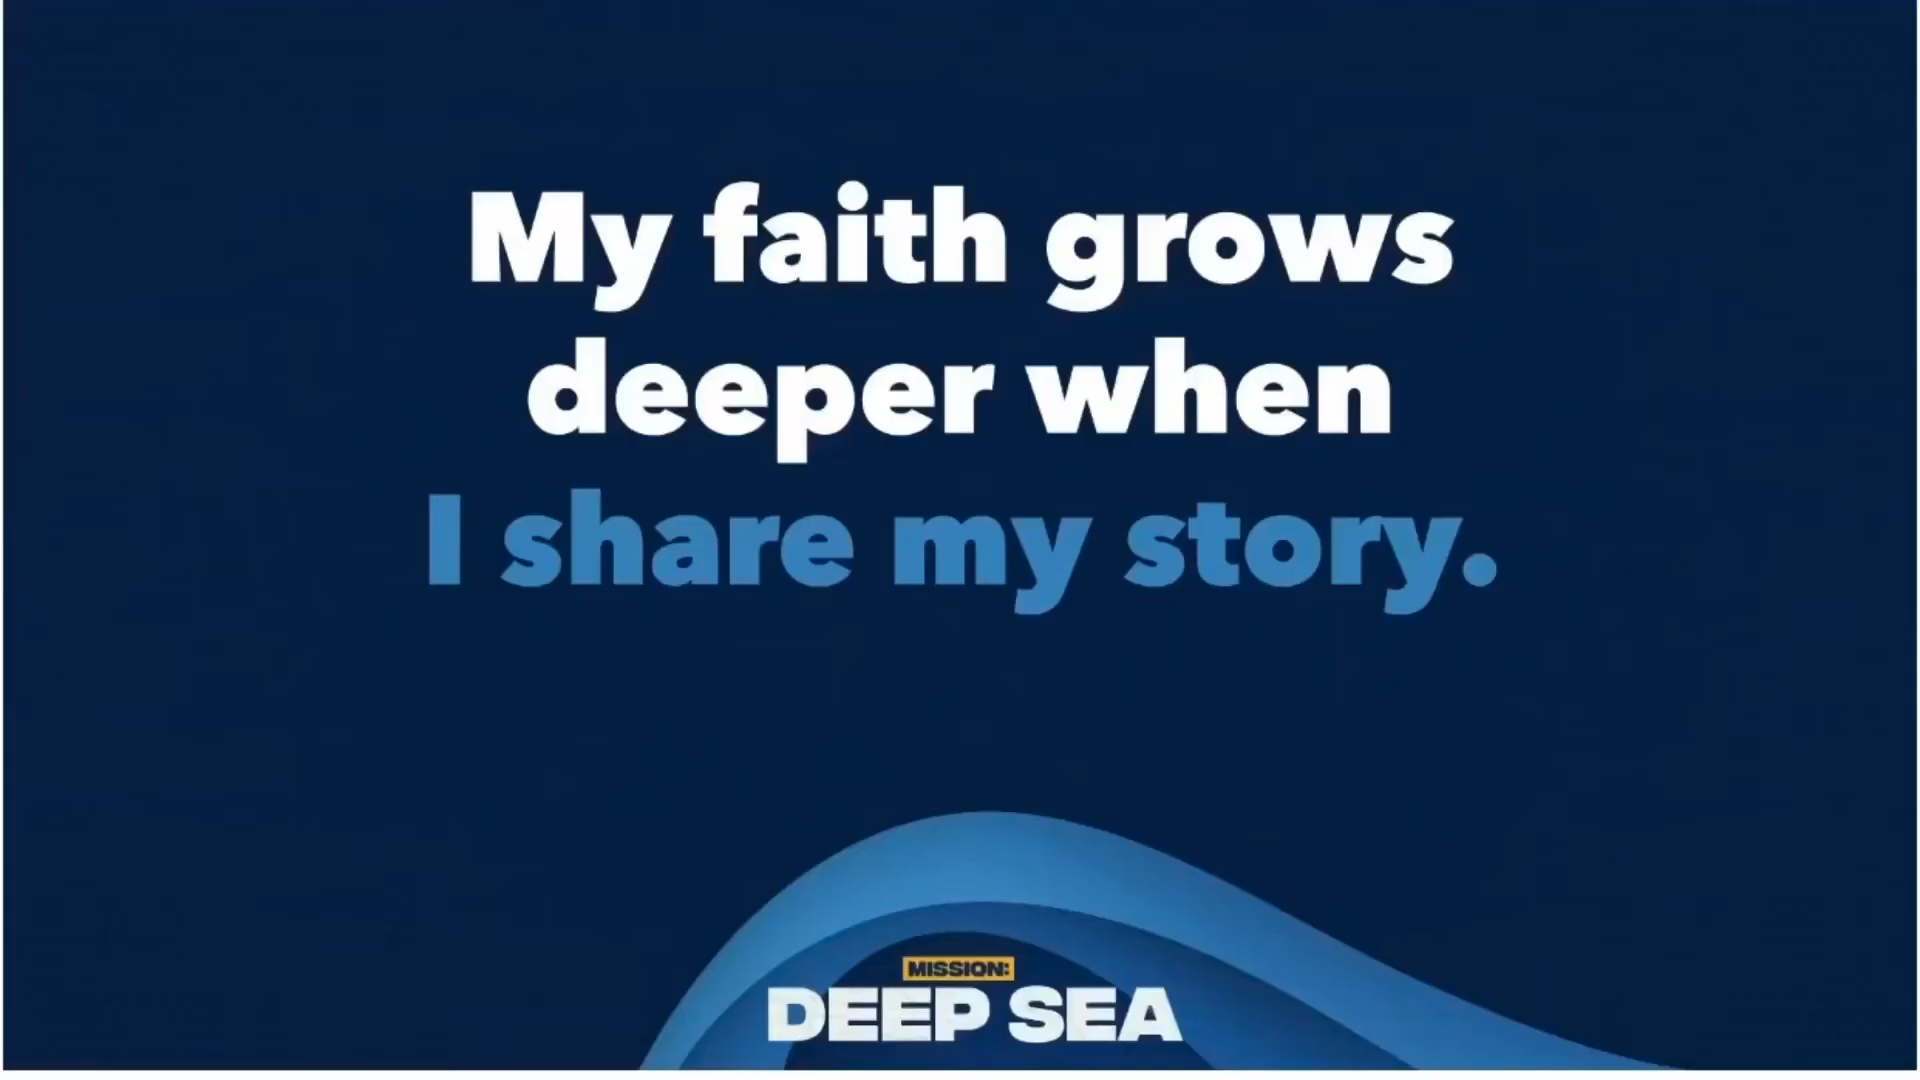 My faith grows
deeper when
I share my story.
MISSION:
DEEP SEA